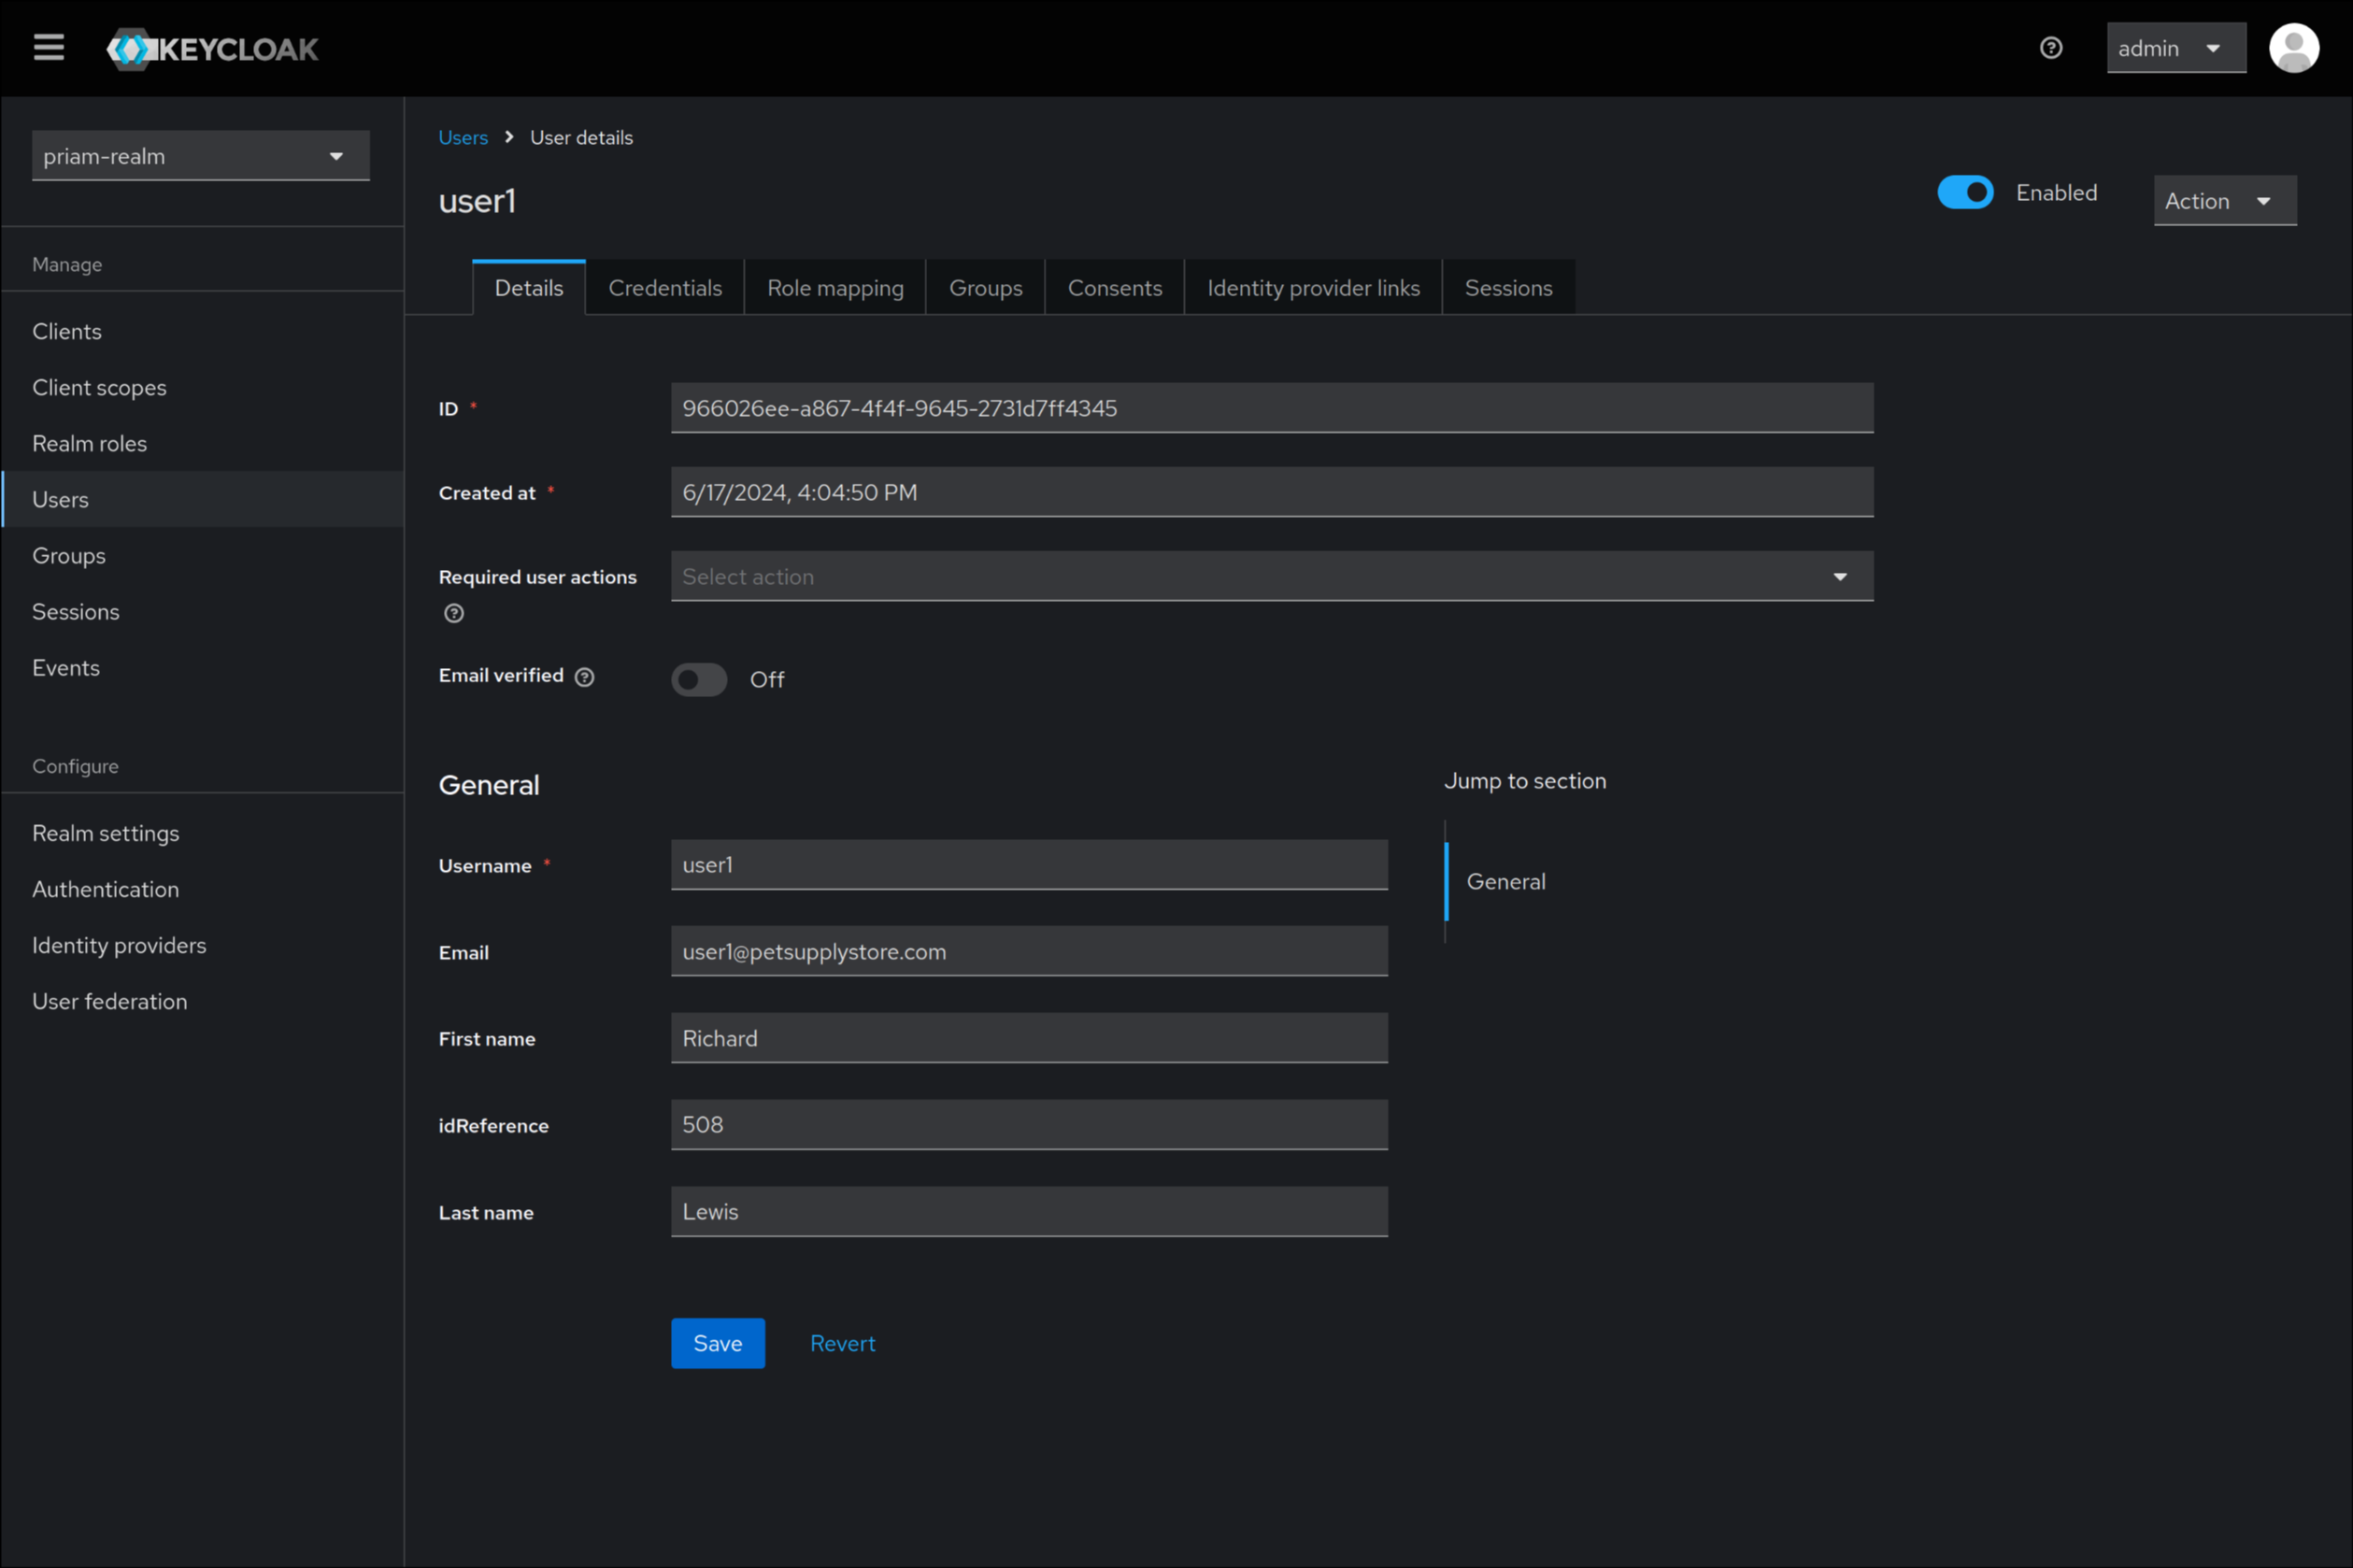 KEYCLOAK
admin
priam-realm
Manage
Clients
Client scopes
Realm roles
Users
Groups
Sessions
Events
Configure
Realm settings
Authentication
Identity providers
User federation
Users > User details
user1
Enabled
Action
Details Credentials Role mapping Groups Consents Identity provider links Sessions
ID * 966026ee-a867-4f4f-9645-2731d7ff4345
Created at * 6/17/2024, 4:04:50 PM
Required user actions Select action
Email verified Off
General
Username * user1
Email user1@petsupplystore.com
First name Richard
idReference 508
Last name Lewis
Save Revert
Jump to section
General